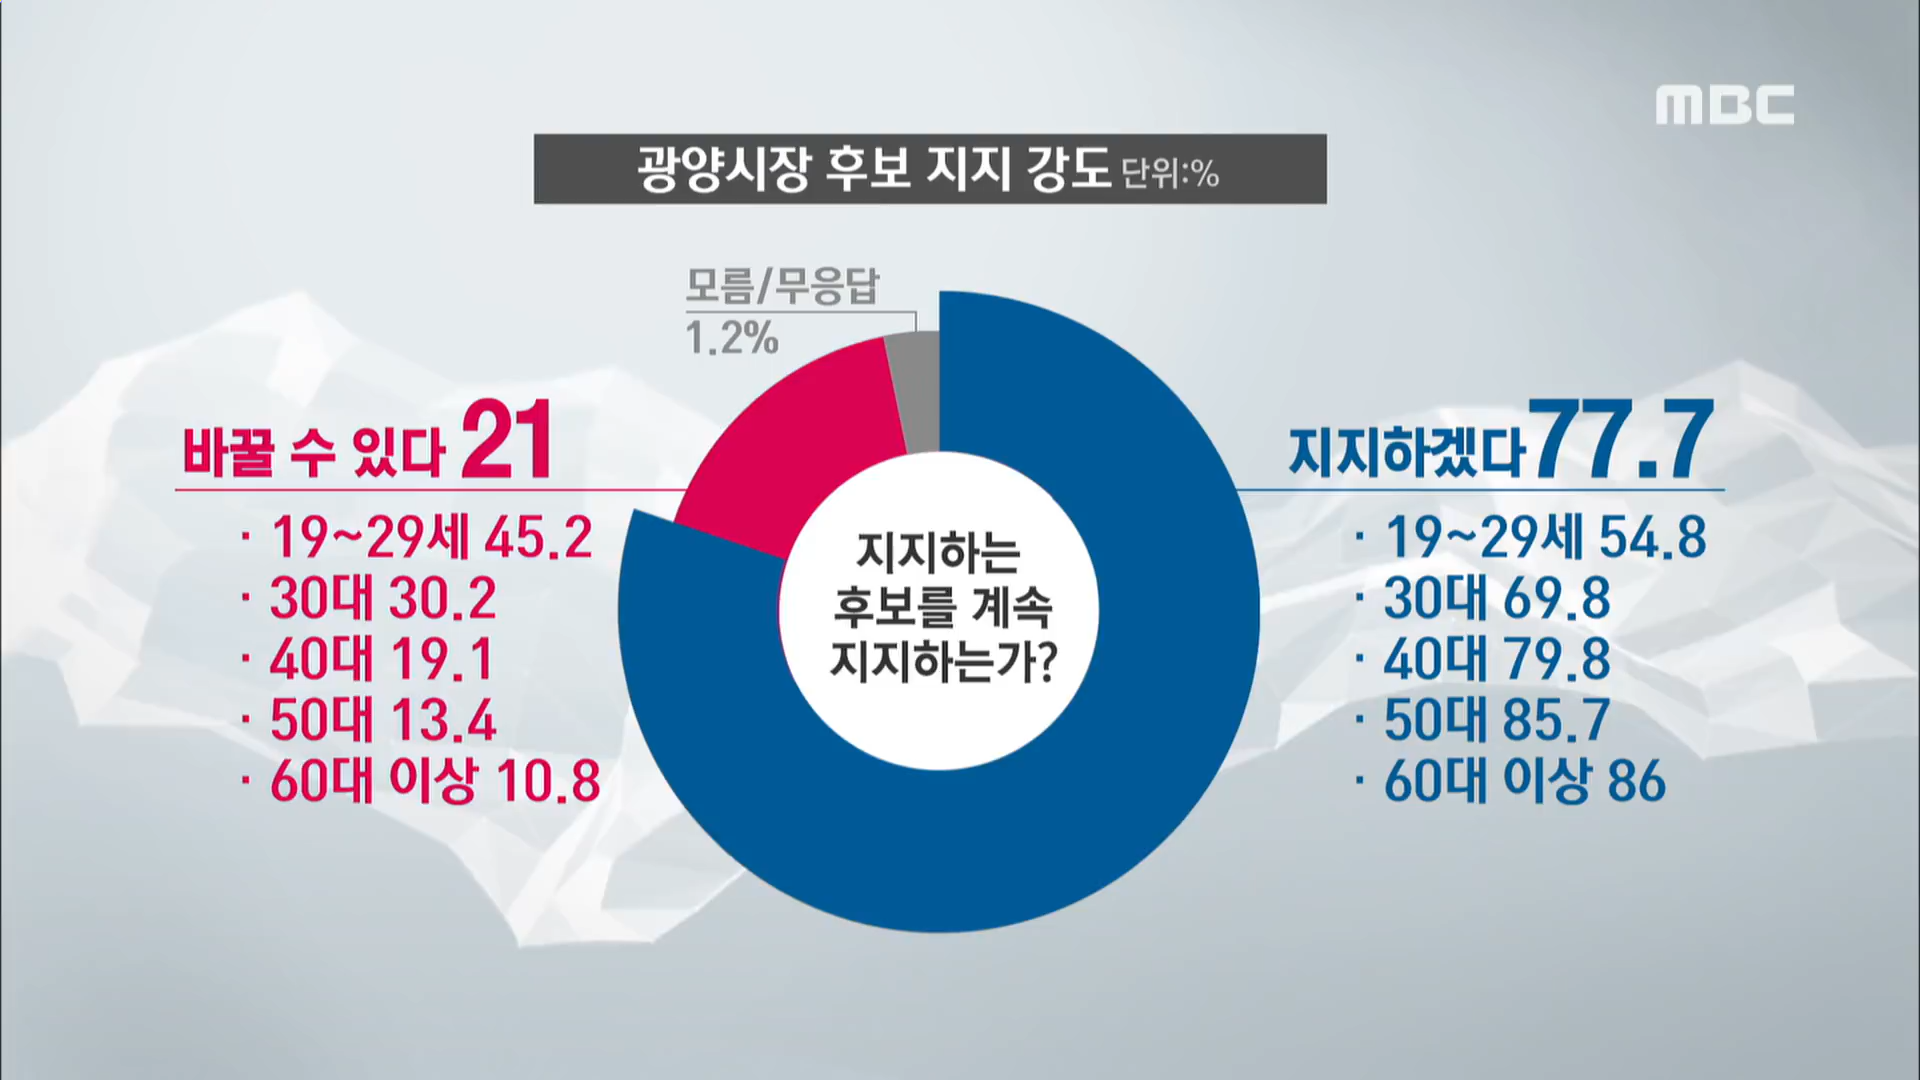 MBC
광양시장 후보 지지 강도 단위:%
모름/무응답
1.2%
바꿀 수 있다 21
· 19~29세 45.2
· 30대 30.2
· 40대 19.1
· 50대 13.4
· 60대 이상 10.8
지지하는
후보를 계속
지지하는가?
지지하겠다 77.7
· 19~29세 54.8
· 30대 69.8
· 40대 79.8
· 50대 85.7
· 60대 이상 86